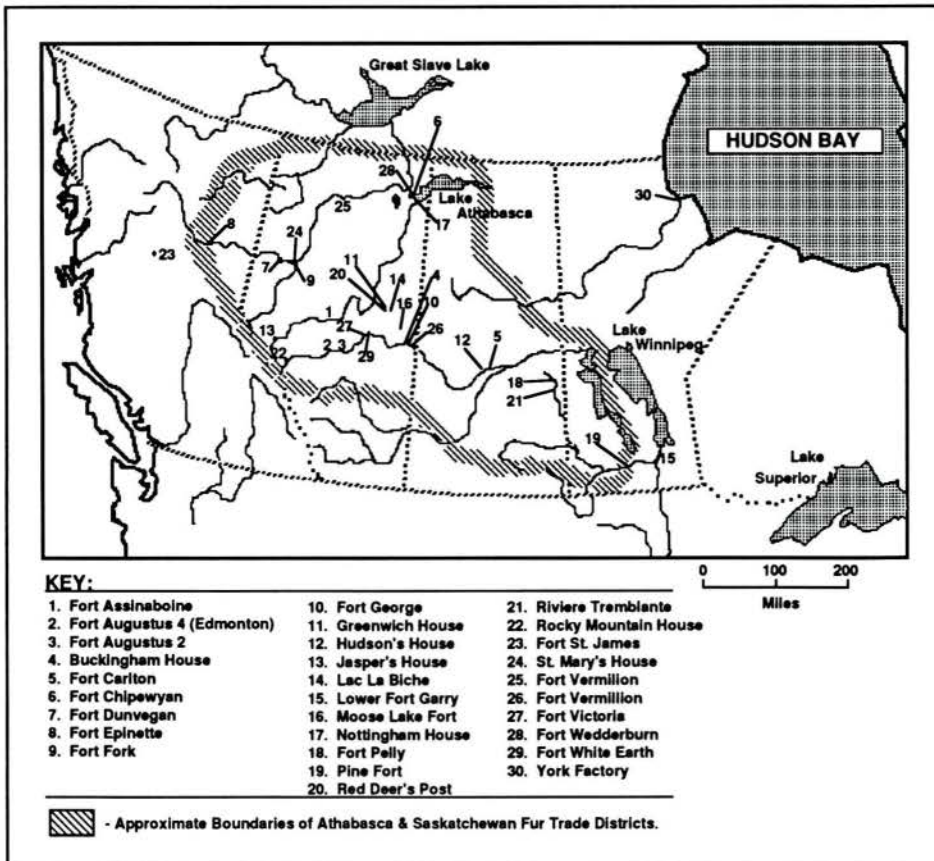 Great Slave Lake
6
HUDSON BAY
28
30
9
Lake
Athabasca
25
17
8
24
23
7
9
11
20
14
4
10
16
1
13
27
26
Lake
Winnipeg
5
12
22
2 3
29
18
21
19
15
Lake
Superior
KEY:
0 100 200
Miles
1. Fort Assinaboine
2. Fort Augustus 4 (Edmonton)
3. Fort Augustus 2
4. Buckingham House
5. Fort Carlton
6. Fort Chipewyan
7. Fort Dunvegan
8. Fort Epinette
9. Fort Fork
10. Fort George
11. Greenwich House
12. Hudson's House
13. Jasper's House
14. Lac La Biche
15. Lower Fort Garry
16. Moose Lake Fort
17. Nottingham House
18. Fort Pelly
19. Pine Fort
20. Red Deer's Post
21. Riviere Tremblante
22. Rocky Mountain House
23. Fort St. James
24. St. Mary's House
25. Fort Vermilion
26. Fort Vermillion
27. Fort Victoria
28. Fort Wedderburn
29. Fort White Earth
30. York Factory
- Approximate Boundaries of Athabasca & Saskatchewan Fur Trade Districts.